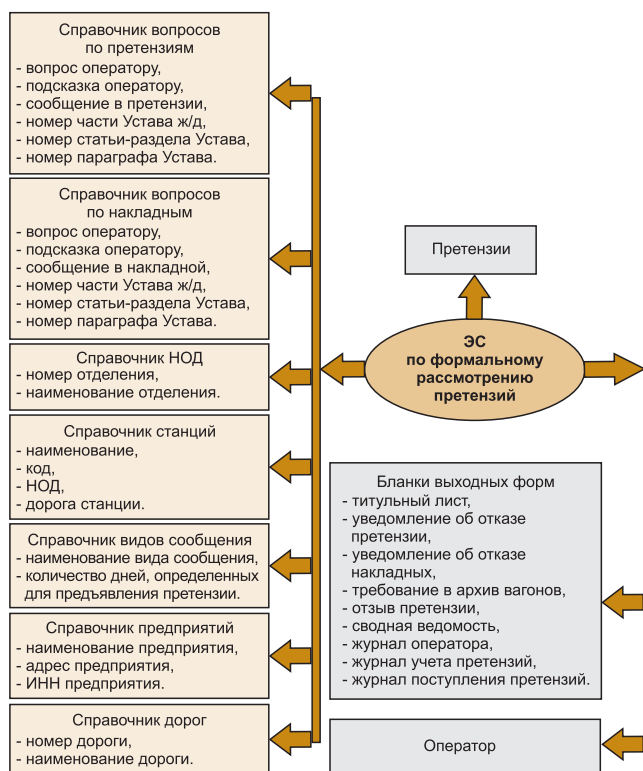 Справочник вопросов
по претензиям
- вопрос оператору,
- подсказка оператору,
- сообщение в претензии,
- номер части Устава ж/д,
- номер статьи-раздела Устава,
- номер параграфа Устава.
Справочник вопросов
по накладным
- вопрос оператору,
- подсказка оператору,
- сообщение в накладной,
- номер части Устава ж/д,
- номер статьи-раздела Устава,
- номер параграфа Устава.
Справочник НОД
- номер отделения,
- наименование отделения.
Справочник станций
- наименование,
- код,
- НОД,
- дорога станции.
Справочник видов сообщения
- наименование вида сообщения,
- количество дней, определенных
для предъявления претензии.
Справочник предприятий
- наименование предприятия,
- адрес предприятия,
- ИНН предприятия.
Справочник дорог
- номер дороги,
- наименование дороги.
Претензии
ЭС
по формальному
рассмотрению
претензий
Бланки выходных форм
- титульный лист,
- уведомление об отказе
претензии,
- уведомление об отказе
накладных,
- требование в архив вагонов,
- отзыв претензии,
- сводная ведомость,
- журнал оператора,
- журнал учета претензий,
- журнал поступления претензий.
Оператор